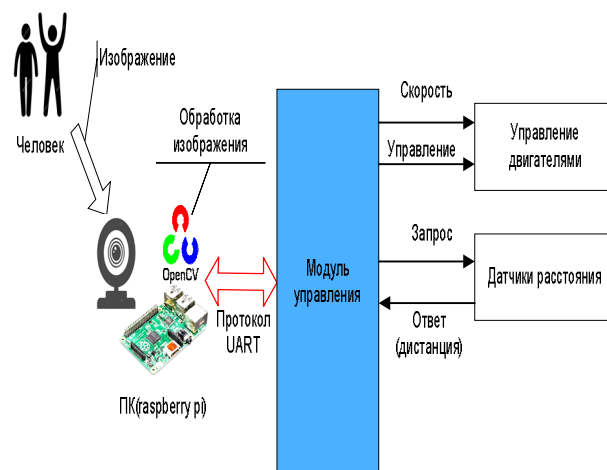 Изображение
Человек
Обработка
изображения
OpenCV
Протокол
UART
ПК(raspberry pi)
Модуль
управления
Скорость
Управление
Управление
двигателями
Запрос
Ответ
(дистанция)
Датчики расстояния